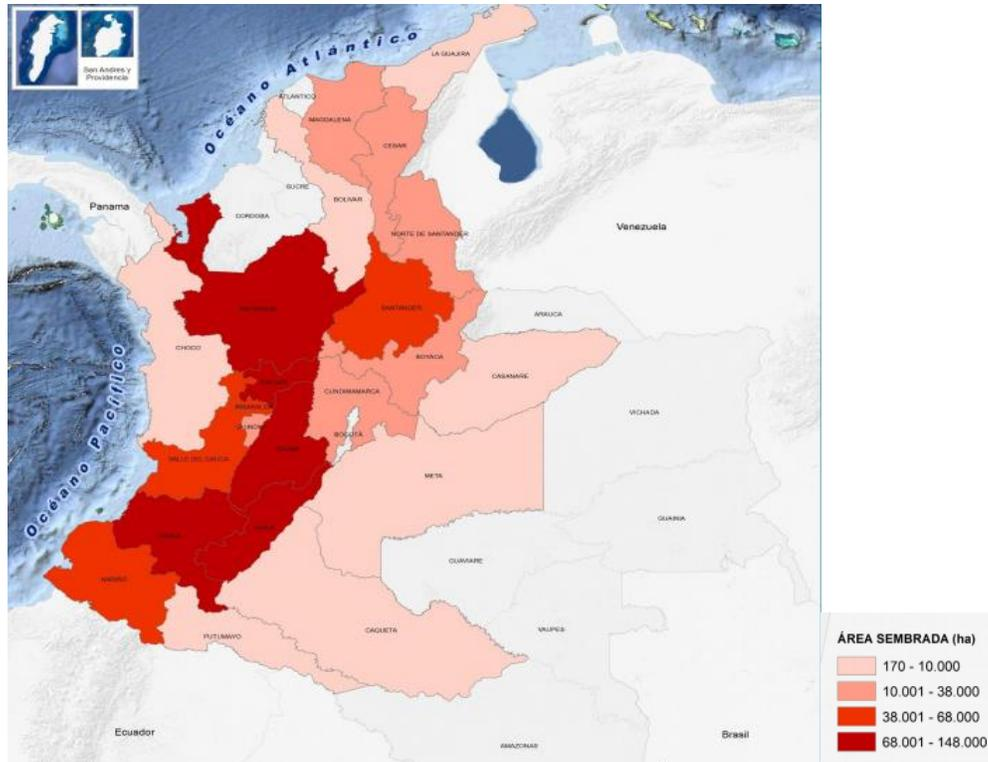 San Andres y
Providencia
Océano Atlántico
LA GUAJIRA
ATLANTICO
MAGDALENA
CESAR
SUCRE
BOLIVAR
Panama
CORDOBA
Venezuela
NORTE DE SANTANDER
SANTANDER
ARAUCA
CHOCO
BOYACA
CASANARE
CUNDINAMARCA
VICHADA
BOGOTÁ
VALLE DEL CAUCA
META
Océano Pacífico
GUAINIA
GUAVIARE
NARIÑO
CAQUETA
VAUPES
PUTUMAYO
Ecuador
Brasil
AMAZONAS
ÁREA SEMBRADA (ha)
170 - 10.000
10.001 - 38.000
38.001 - 68.000
68.001 - 148.000